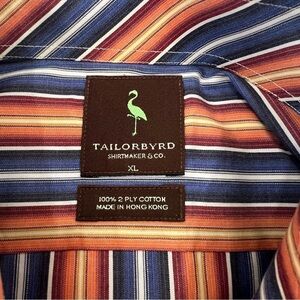 TAILORBYRD
SHIRTMAKER & CO.
XL
100% 2 PLY COTTON
MADE IN HONG KONG